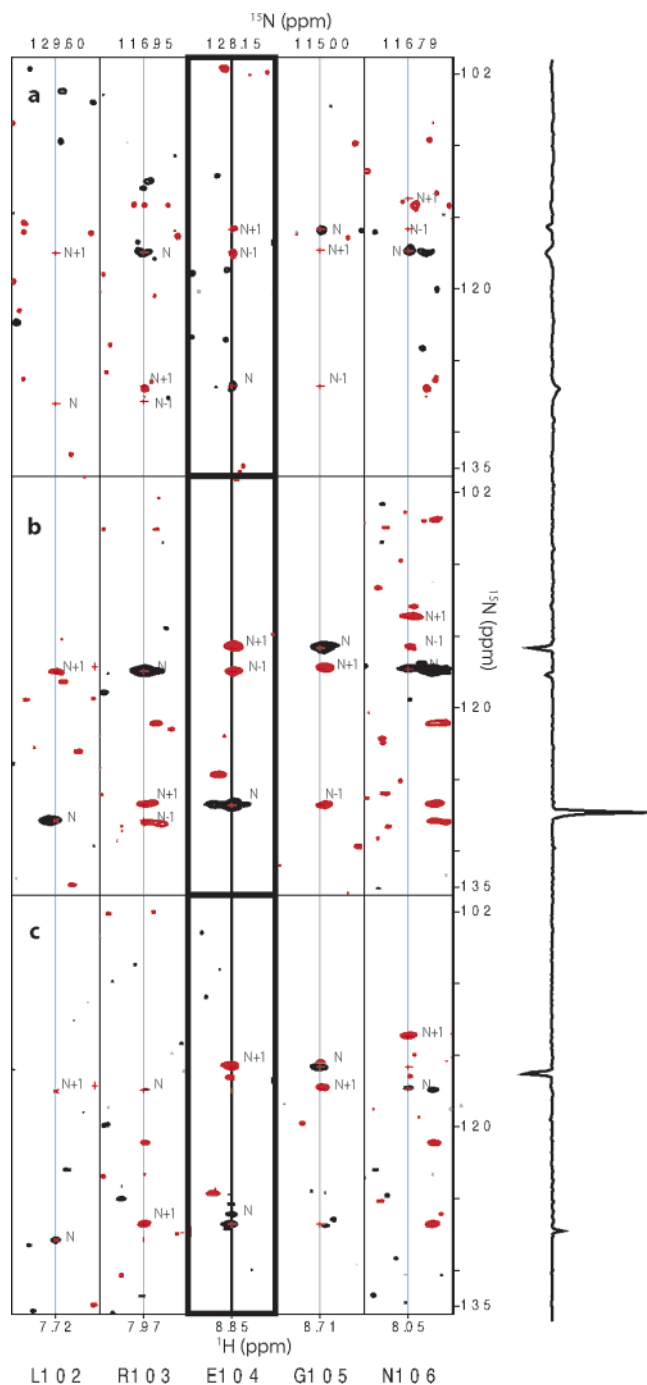 ¹⁵N (ppm)
129.60 116.95 128.15 115.00 116.79
a
102
N+1
N+1
N
N+1
N-1
N+1
N
N-1
N
N-1
N+1
120
N+1
N
N-1
N
N-1
135
b
102
¹⁵N (ppm)
N+1
N+1
N
N+1
N
N-1
N-1
N+1
N
120
N
N+1
N-1
N
N-1
135
c
102
N+1
N+1
N
N+1
N
N
N+1
N
120
N+1
N
N
135
7.72 7.97 8.85 8.71 8.05
¹H (ppm)
L102 R103 E104 G105 N106